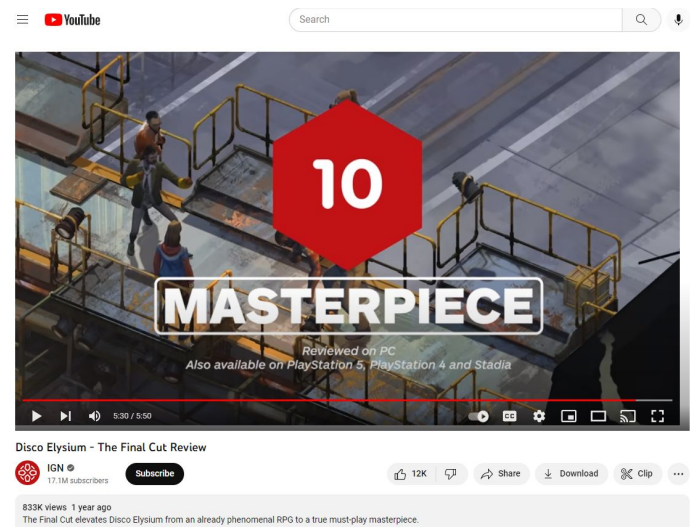 YouTube
Search
10
MASTERPIECE
Reviewed on PC
Also available on PlayStation 5, PlayStation 4 and Stadia
5:30 / 5:50
CC
Disco Elysium - The Final Cut Review
IGN
17.1M subscribers
Subscribe
12K
Share
Download
Clip
833K views 1 year ago
The Final Cut elevates Disco Elysium from an already phenomenal RPG to a true must-play masterpiece.